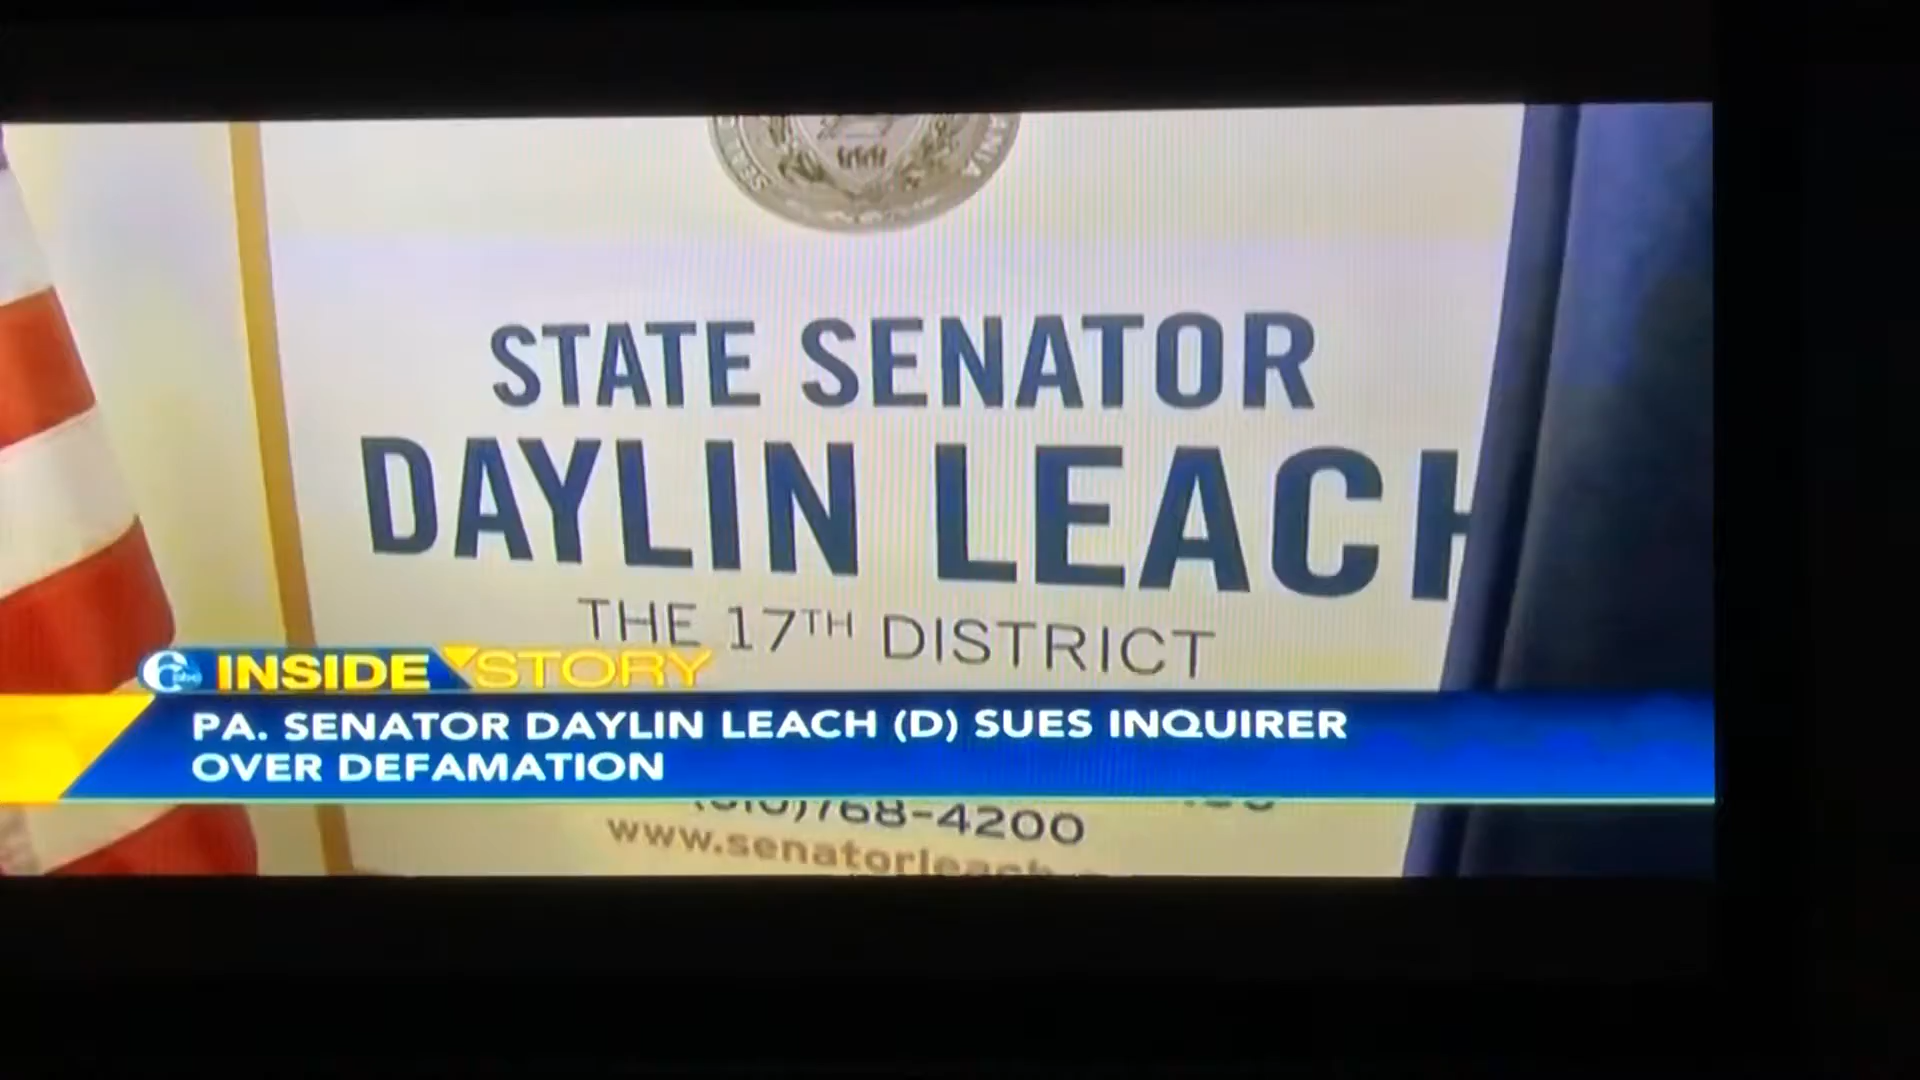 STATE SENATOR
DAYLIN LEACH
THE 17TH DISTRICT
6abc INSIDE STORY
PA. SENATOR DAYLIN LEACH (D) SUES INQUIRER
OVER DEFAMATION
768-4200
www.senatorleach